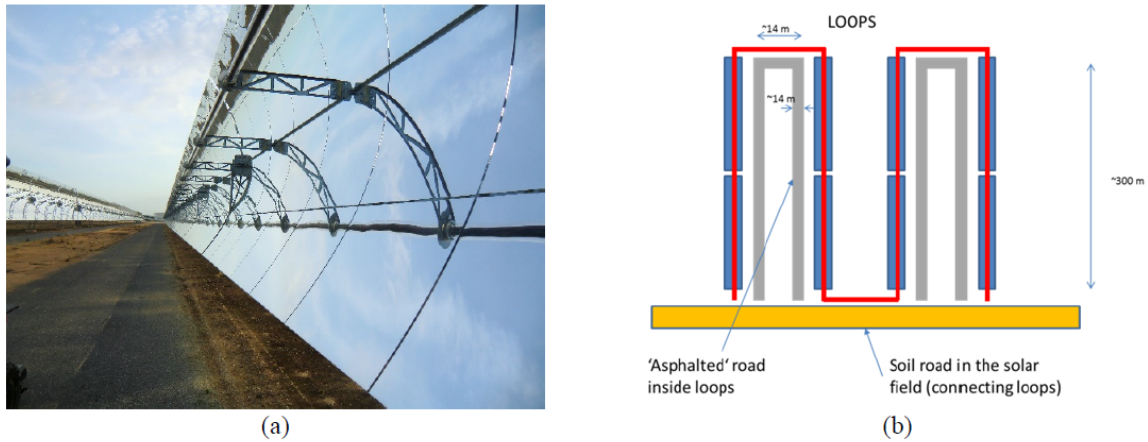 LOOPS
~14 m
~14 m
~300 m
‘Asphalted‘ road
inside loops
Soil road in the solar
field (connecting loops)
(a)
(b)